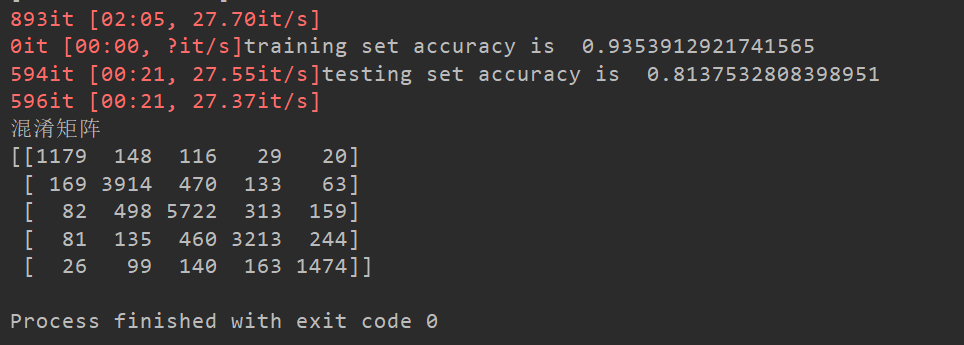 893it [02:05, 27.70it/s]
0it [00:00, ?it/s]training set accuracy is  0.9353912921741565
594it [00:21, 27.55it/s]testing set accuracy is  0.8137532808398951
596it [00:21, 27.37it/s]
混淆矩阵
[[1179  148  116   29   20]
 [ 169 3914  470  133   63]
 [  82  498 5722  313  159]
 [  81  135  460 3213  244]
 [  26   99  140  163 1474]]
Process finished with exit code 0